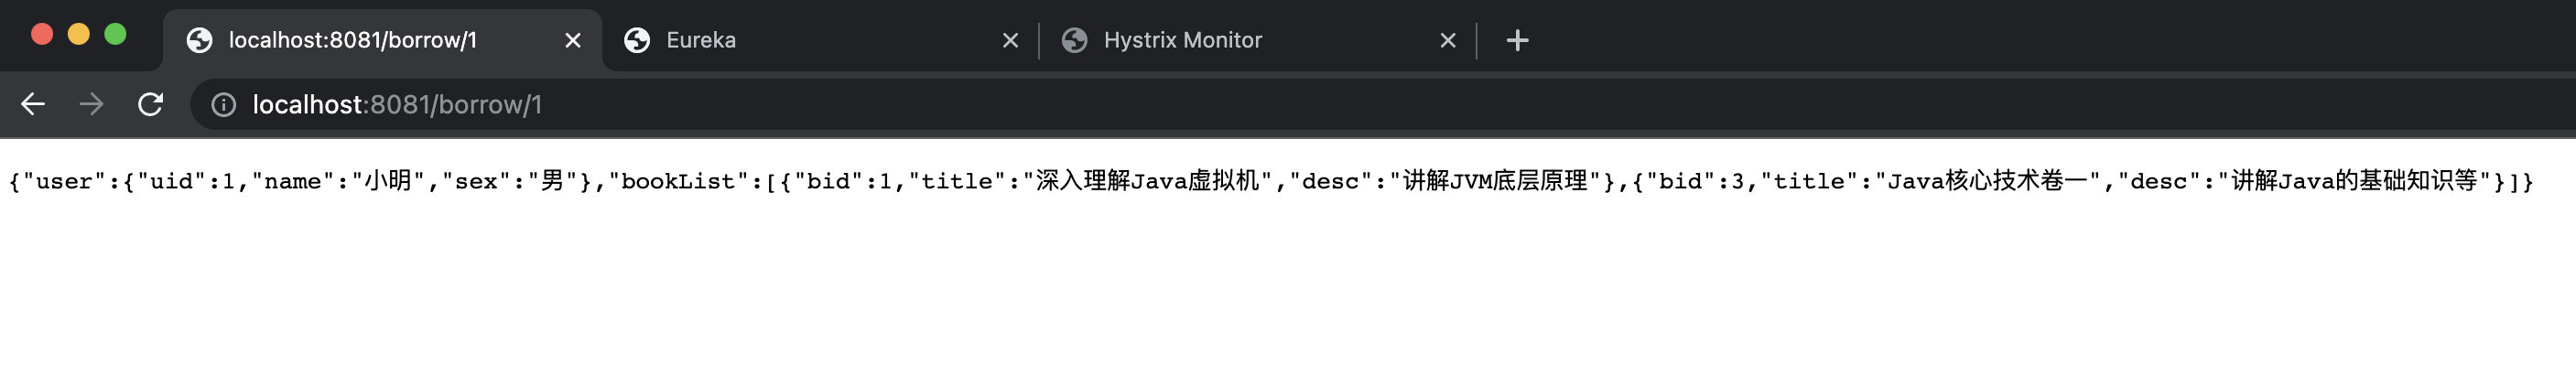 localhost:8081/borrow/1
Eureka
Hystrix Monitor
localhost:8081/borrow/1
{"user":{"uid":1,"name":"小明","sex":"男"},"bookList":[{"bid":1,"title":"深入理解Java虚拟机","desc":"讲解JVM底层原理"},{"bid":3,"title":"Java核心技术卷一","desc":"讲解Java的基础知识等"}]}